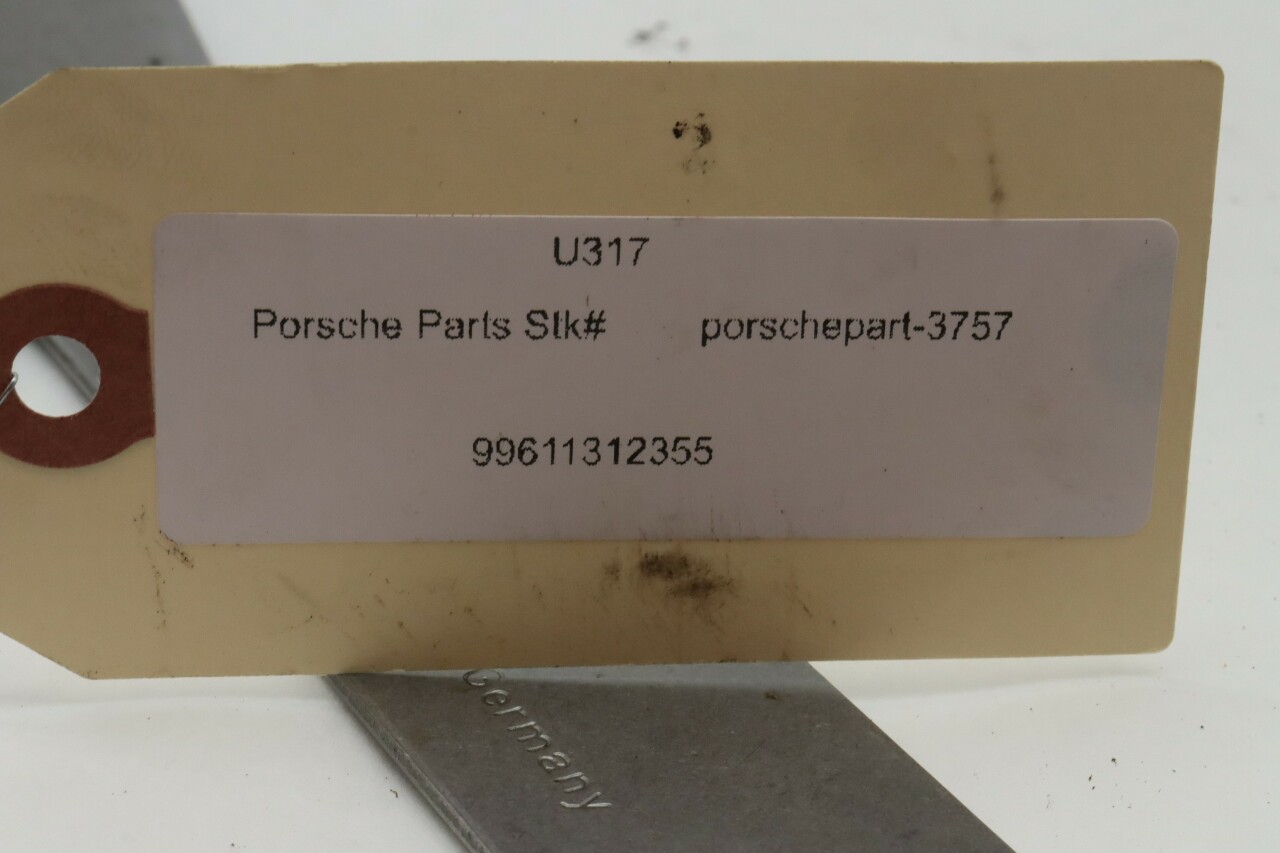 U317
Porsche Parts Stk# porschepart-3757
99611312355
Germany